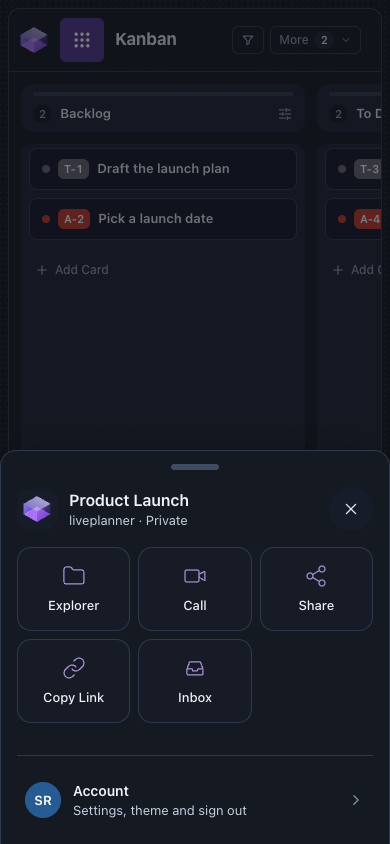 Kanban
More 2
2 Backlog
2 To D
T-1 Draft the launch plan
T-3
A-2 Pick a launch date
A-4
+ Add Card
+ Add C
Product Launch
liveplanner · Private
Explorer
Call
Share
Copy Link
Inbox
SR
Account
Settings, theme and sign out